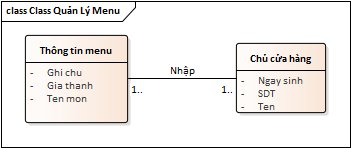 class Class Quản Lý Menu
Thông tin menu
- Ghi chu
- Gia thanh
- Ten mon
Nhập
1..
1..
Chủ cửa hàng
- Ngay sinh
- SDT
- Ten